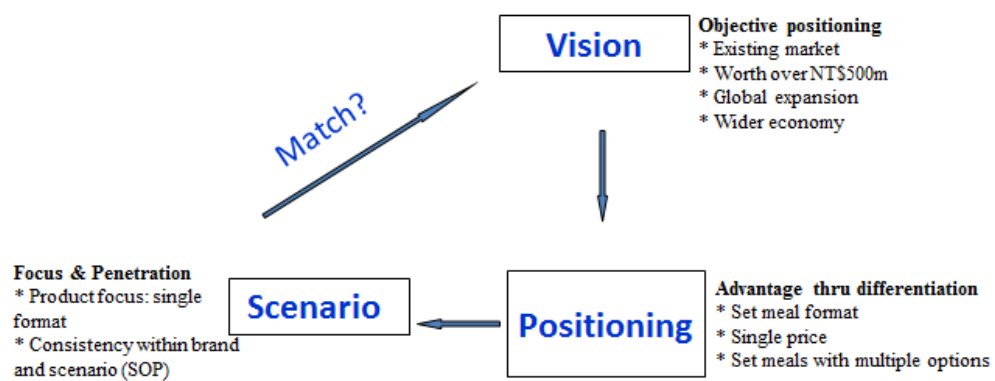 Vision
Objective positioning
* Existing market
* Worth over NT$500m
* Global expansion
* Wider economy
Match?
Focus & Penetration
* Product focus: single
format
* Consistency within brand
and scenario (SOP)
Scenario
Positioning
Advantage thru differentiation
* Set meal format
* Single price
* Set meals with multiple options